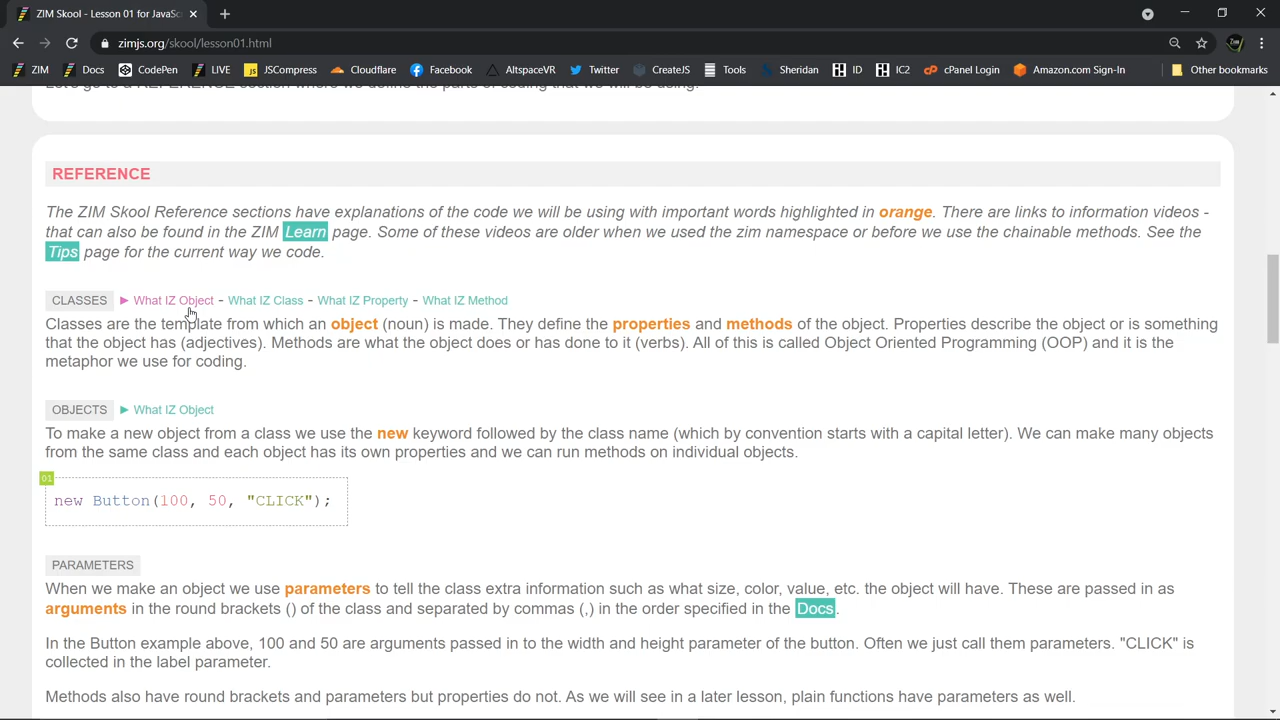 ZIM Skool - Lesson 01 for JavaSc
zimjs.org/skool/lesson01.html
ZIM Docs CodePen LIVE JSCompress Cloudflare Facebook AltspaceVR Twitter CreateJS Tools Sheridan ID IC2 cPanel Login Amazon.com Sign-In Other bookmarks
Let's go to a REFERENCE section where we define the parts of coding that we will be using.
REFERENCE
The ZIM Skool Reference sections have explanations of the code we will be using with important words highlighted in orange. There are links to information videos -
that can also be found in the ZIM Learn page. Some of these videos are older when we used the zim namespace or before we use the chainable methods. See the
Tips page for the current way we code.
CLASSES ► What IZ Object - What IZ Class - What IZ Property - What IZ Method
Classes are the template from which an object (noun) is made. They define the properties and methods of the object. Properties describe the object or is something
that the object has (adjectives). Methods are what the object does or has done to it (verbs). All of this is called Object Oriented Programming (OOP) and it is the
metaphor we use for coding.
OBJECTS ► What IZ Object
To make a new object from a class we use the new keyword followed by the class name (which by convention starts with a capital letter). We can make many objects
from the same class and each object has its own properties and we can run methods on individual objects.
01
new Button(100, 50, "CLICK");
PARAMETERS
When we make an object we use parameters to tell the class extra information such as what size, color, value, etc. the object will have. These are passed in as
arguments in the round brackets () of the class and separated by commas (,) in the order specified in the Docs.
In the Button example above, 100 and 50 are arguments passed in to the width and height parameter of the button. Often we just call them parameters. "CLICK" is
collected in the label parameter.
Methods also have round brackets and parameters but properties do not. As we will see in a later lesson, plain functions have parameters as well.